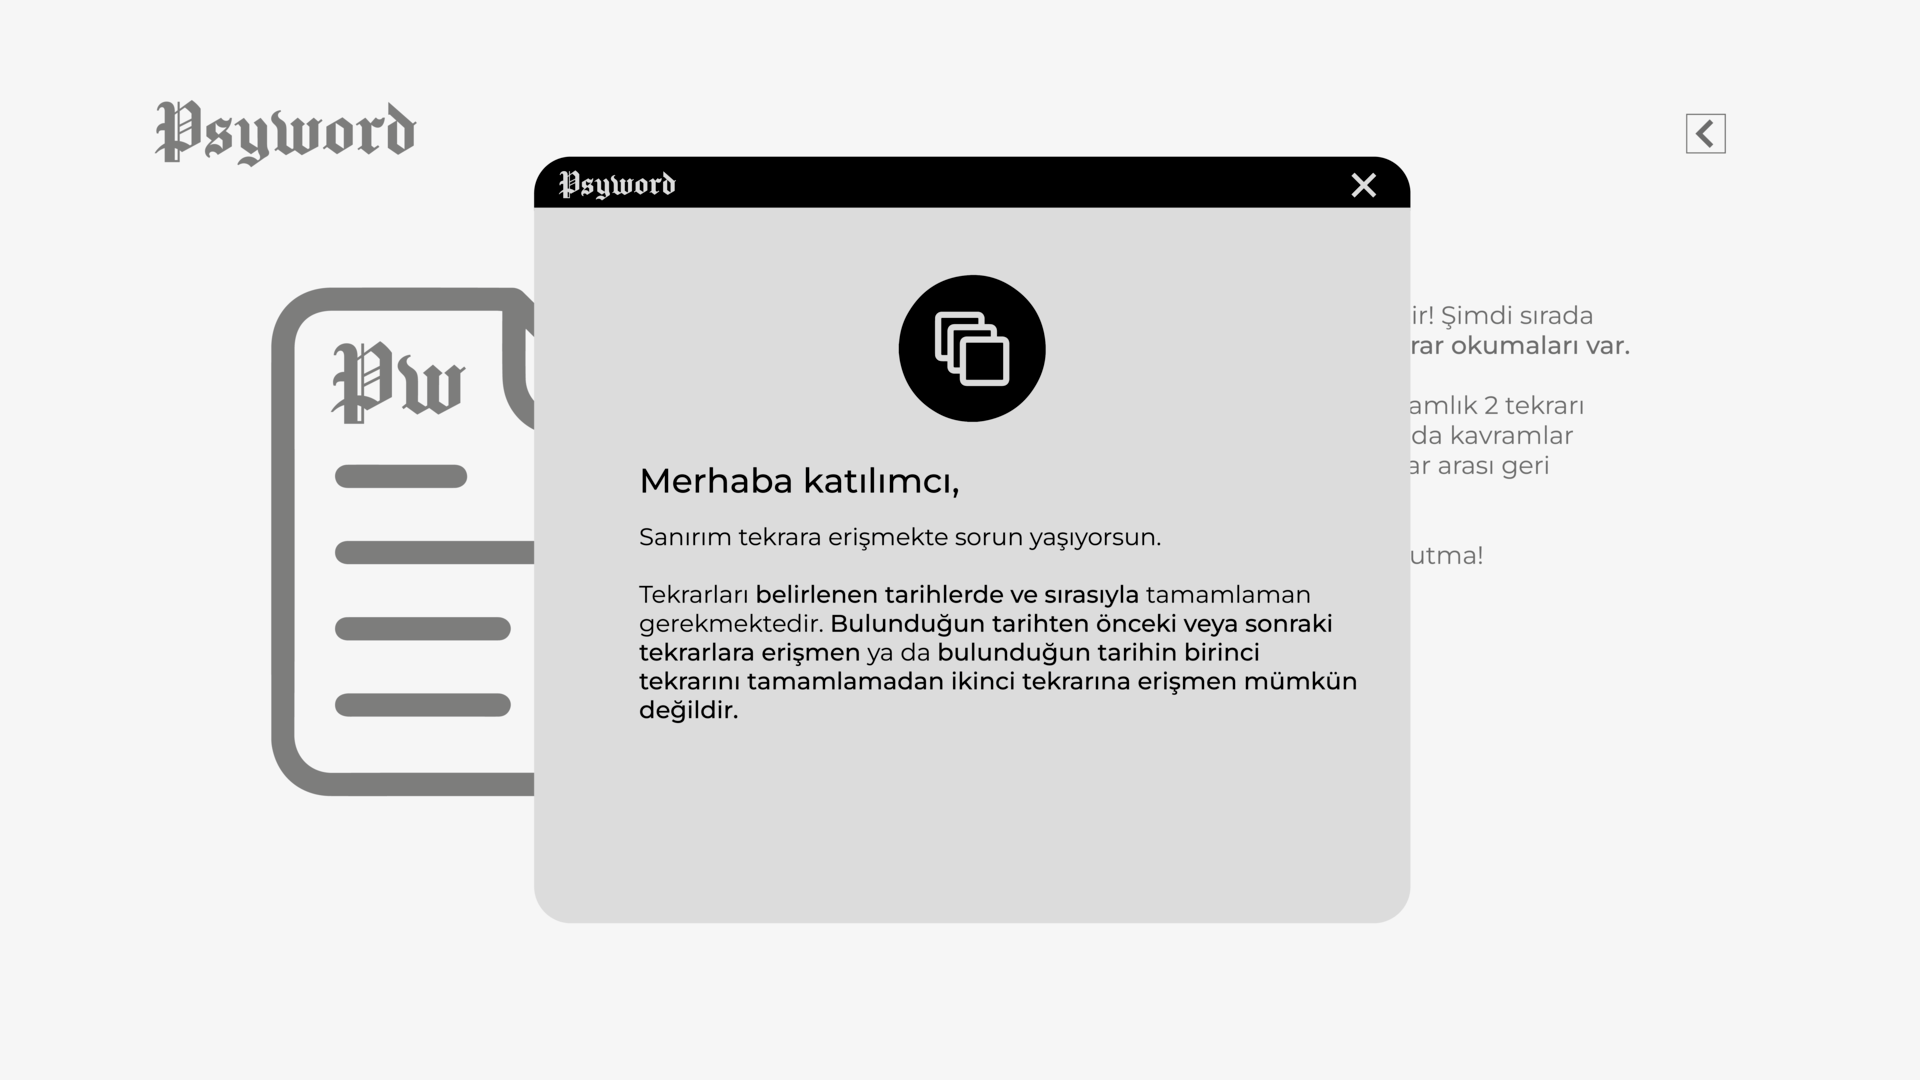 Psyword
Psyword
Pw
Merhaba katılımcı,
Sanırım tekrara erişmekte sorun yaşıyorsun.
Tekrarları belirlenen tarihlerde ve sırasıyla tamamlaman
gerekmektedir. Bulunduğun tarihten önceki veya sonraki
tekrarlara erişmen ya da bulunduğun tarihin birinci
tekrarını tamamlamadan ikinci tekrarına erişmen mümkün
değildir.
ir! Şimdi sırada
rar okumaları var.
amlık 2 tekrarı
da kavramlar
ar arası geri
utma!